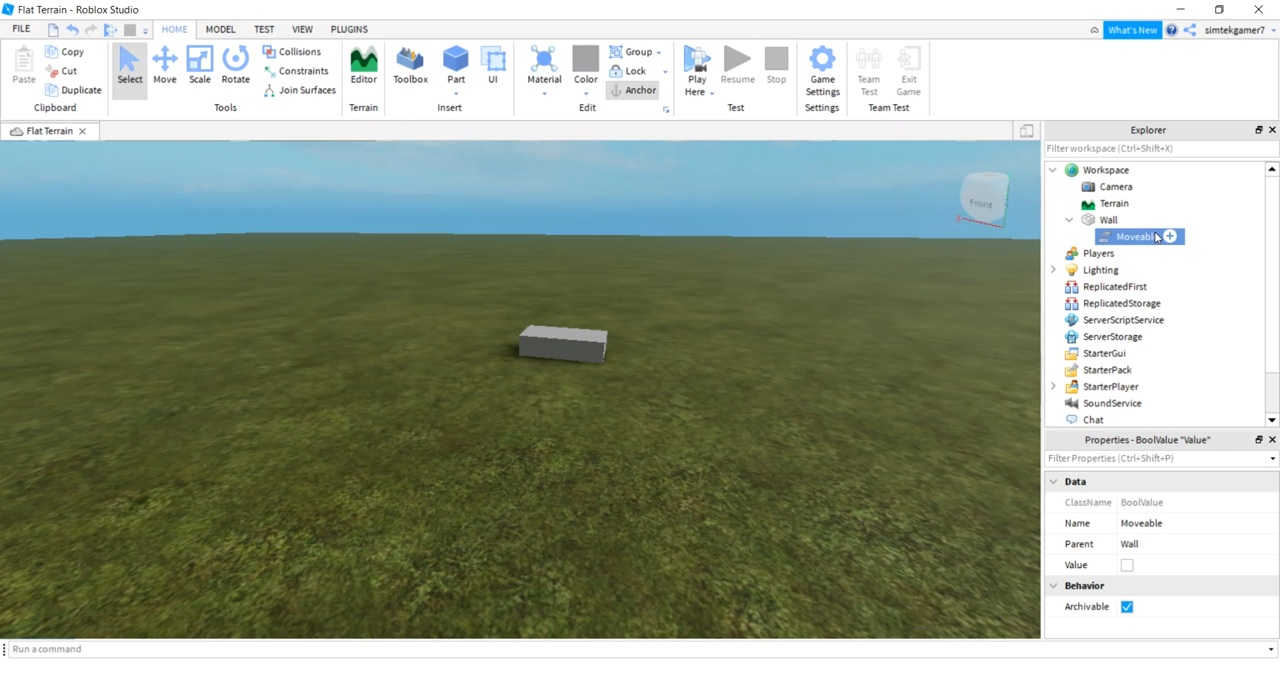 Flat Terrain - Roblox Studio
FILE HOME MODEL TEST VIEW PLUGINS What's New simtekgamer7
Paste Copy Cut Duplicate Clipboard
Select Move Scale Rotate Collisions Constraints Join Surfaces Tools
Editor Terrain
Toolbox Part UI Insert
Material Color Group Lock Anchor Edit
Play Here Resume Stop Test
Game Settings Settings
Team Test Exit Game Team Test
Flat Terrain
Front
X
Explorer
Filter workspace (Ctrl+Shift+X)
Workspace
Camera
Terrain
Wall
Moveable
Players
Lighting
ReplicatedFirst
ReplicatedStorage
ServerScriptService
ServerStorage
StarterGui
StarterPack
StarterPlayer
SoundService
Chat
Properties - BoolValue "Value"
Filter Properties (Ctrl+Shift+P)
Data
ClassName BoolValue
Name Moveable
Parent Wall
Value
Behavior
Archivable
Run a command